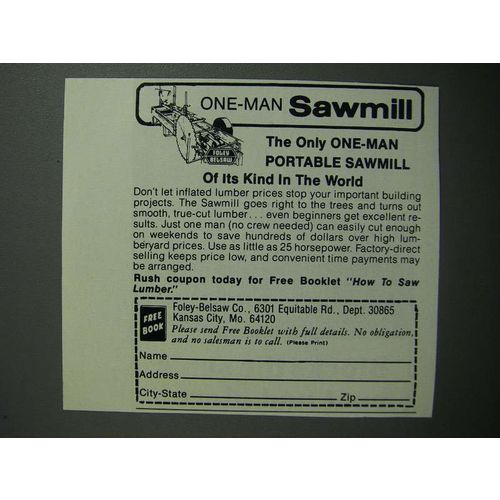 ONE-MAN Sawmill
FOLEY
BELSAW
The Only ONE-MAN
PORTABLE SAWMILL
Of Its Kind In The World
Don't let inflated lumber prices stop your important building
projects. The Sawmill goes right to the trees and turns out
smooth, true-cut lumber... even beginners get excellent re-
sults. Just one man (no crew needed) can easily cut enough
on weekends to save hundreds of dollars over high lum-
beryard prices. Use as little as 25 horsepower. Factory-direct
selling keeps price low, and convenient time payments may
be arranged.
Rush coupon today for Free Booklet "How To Saw
Lumber."
FREE
BOOK
Foley-Belsaw Co., 6301 Equitable Rd., Dept. 30865
Kansas City, Mo. 64120
Please send Free Booklet with full details. No obligation,
and no salesman is to call. (Please Print)
Name
Address
City-State Zip